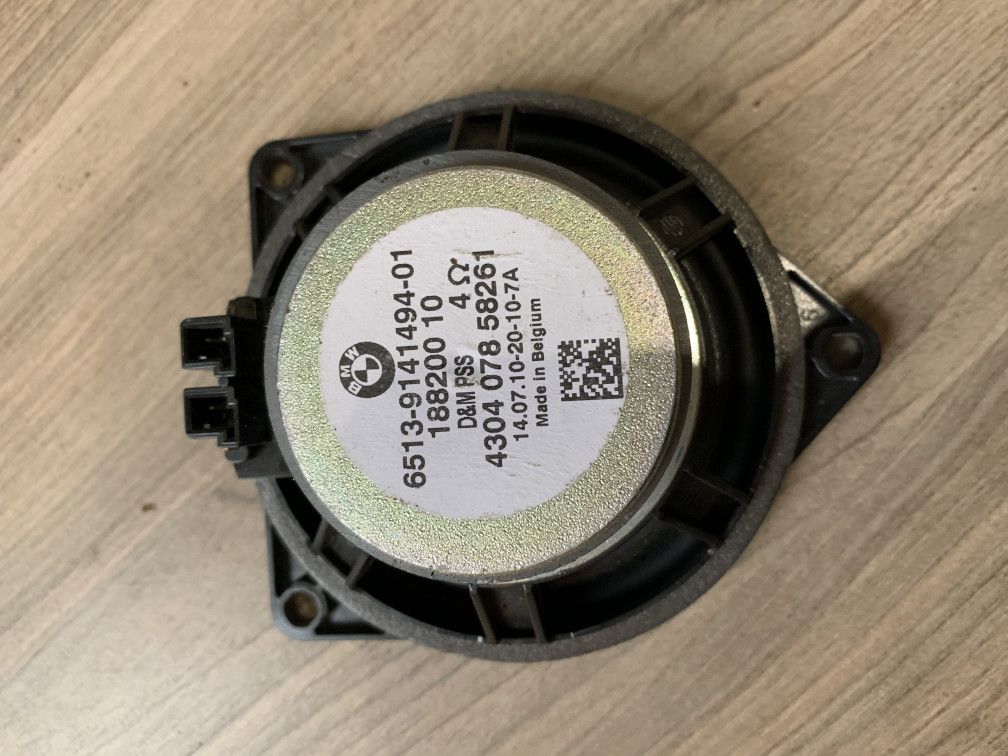 BMW
6513-9141494-01
188200 10
D&M PSS 4 Ω
4304 078 58261
14.07.10-20-10-7A
Made in Belgium